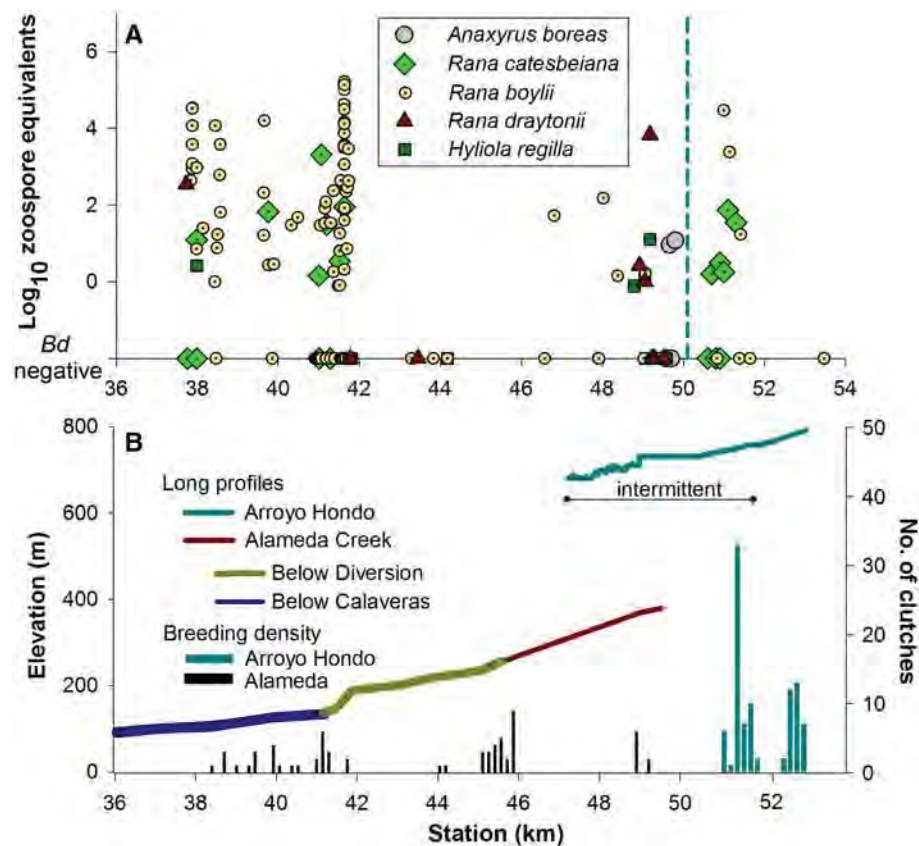 A
Log10 zoospore equivalents
6
4
2
0
Bd
negative
Anaxyrus boreas
Rana catesbeiana
Rana boylii
Rana draytonii
Hyliola regilla
36 38 40 42 44 46 48 50 52 54
B
Elevation (m)
800
600
400
200
0
Long profiles
Arroyo Hondo
Alameda Creek
Below Diversion
Below Calaveras
Breeding density
Arroyo Hondo
Alameda
intermittent
50
40
30
20
10
0
No. of clutches
36 38 40 42 44 46 48 50 52
Station (km)